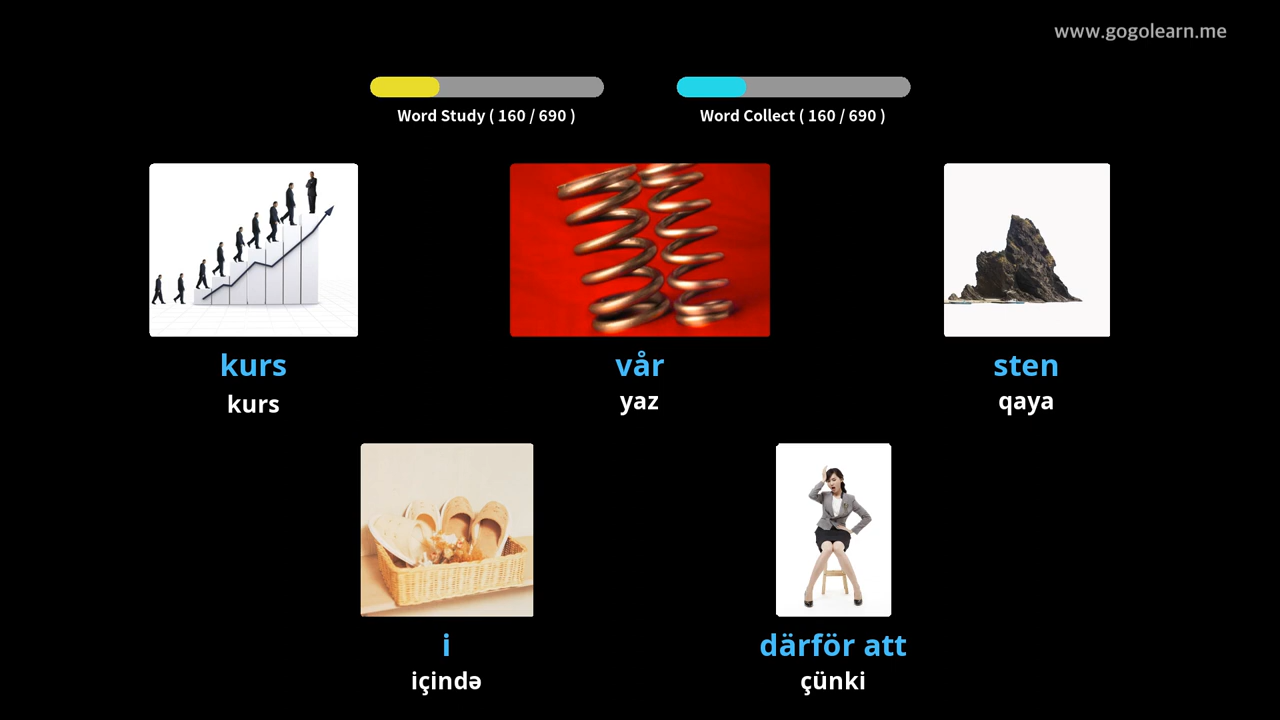 www.gogolearn.me
Word Study ( 160 / 690 )
Word Collect ( 160 / 690 )
kurs
kurs
vår
yaz
sten
qaya
i
içində
därför att
çünki